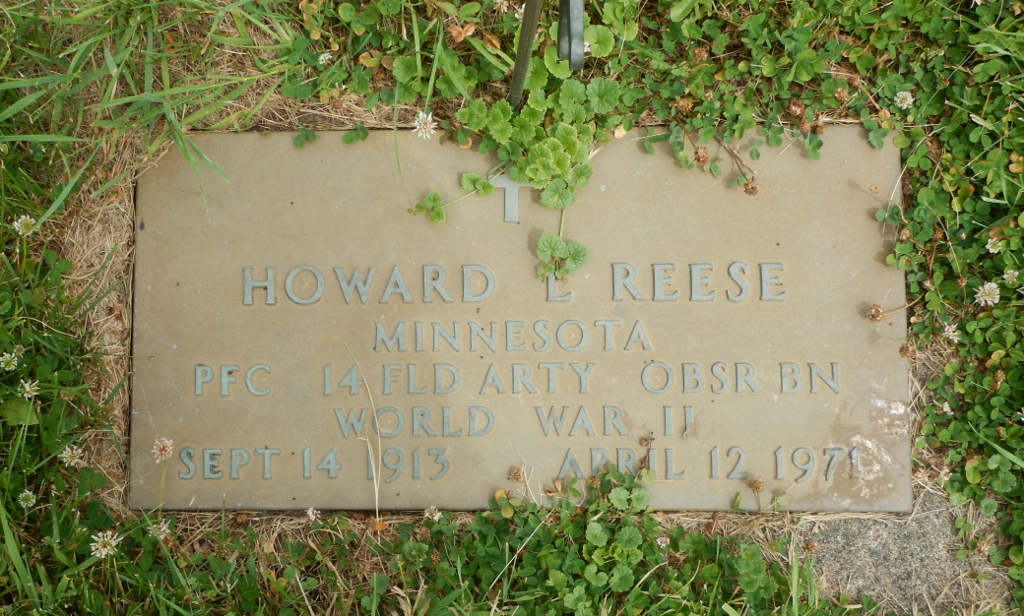 HOWARD L REESE
MINNESOTA
PFC 14 FLD ARTY OBSR BN
WORLD WAR II
SEPT 14 1913 APRIL 12 1971